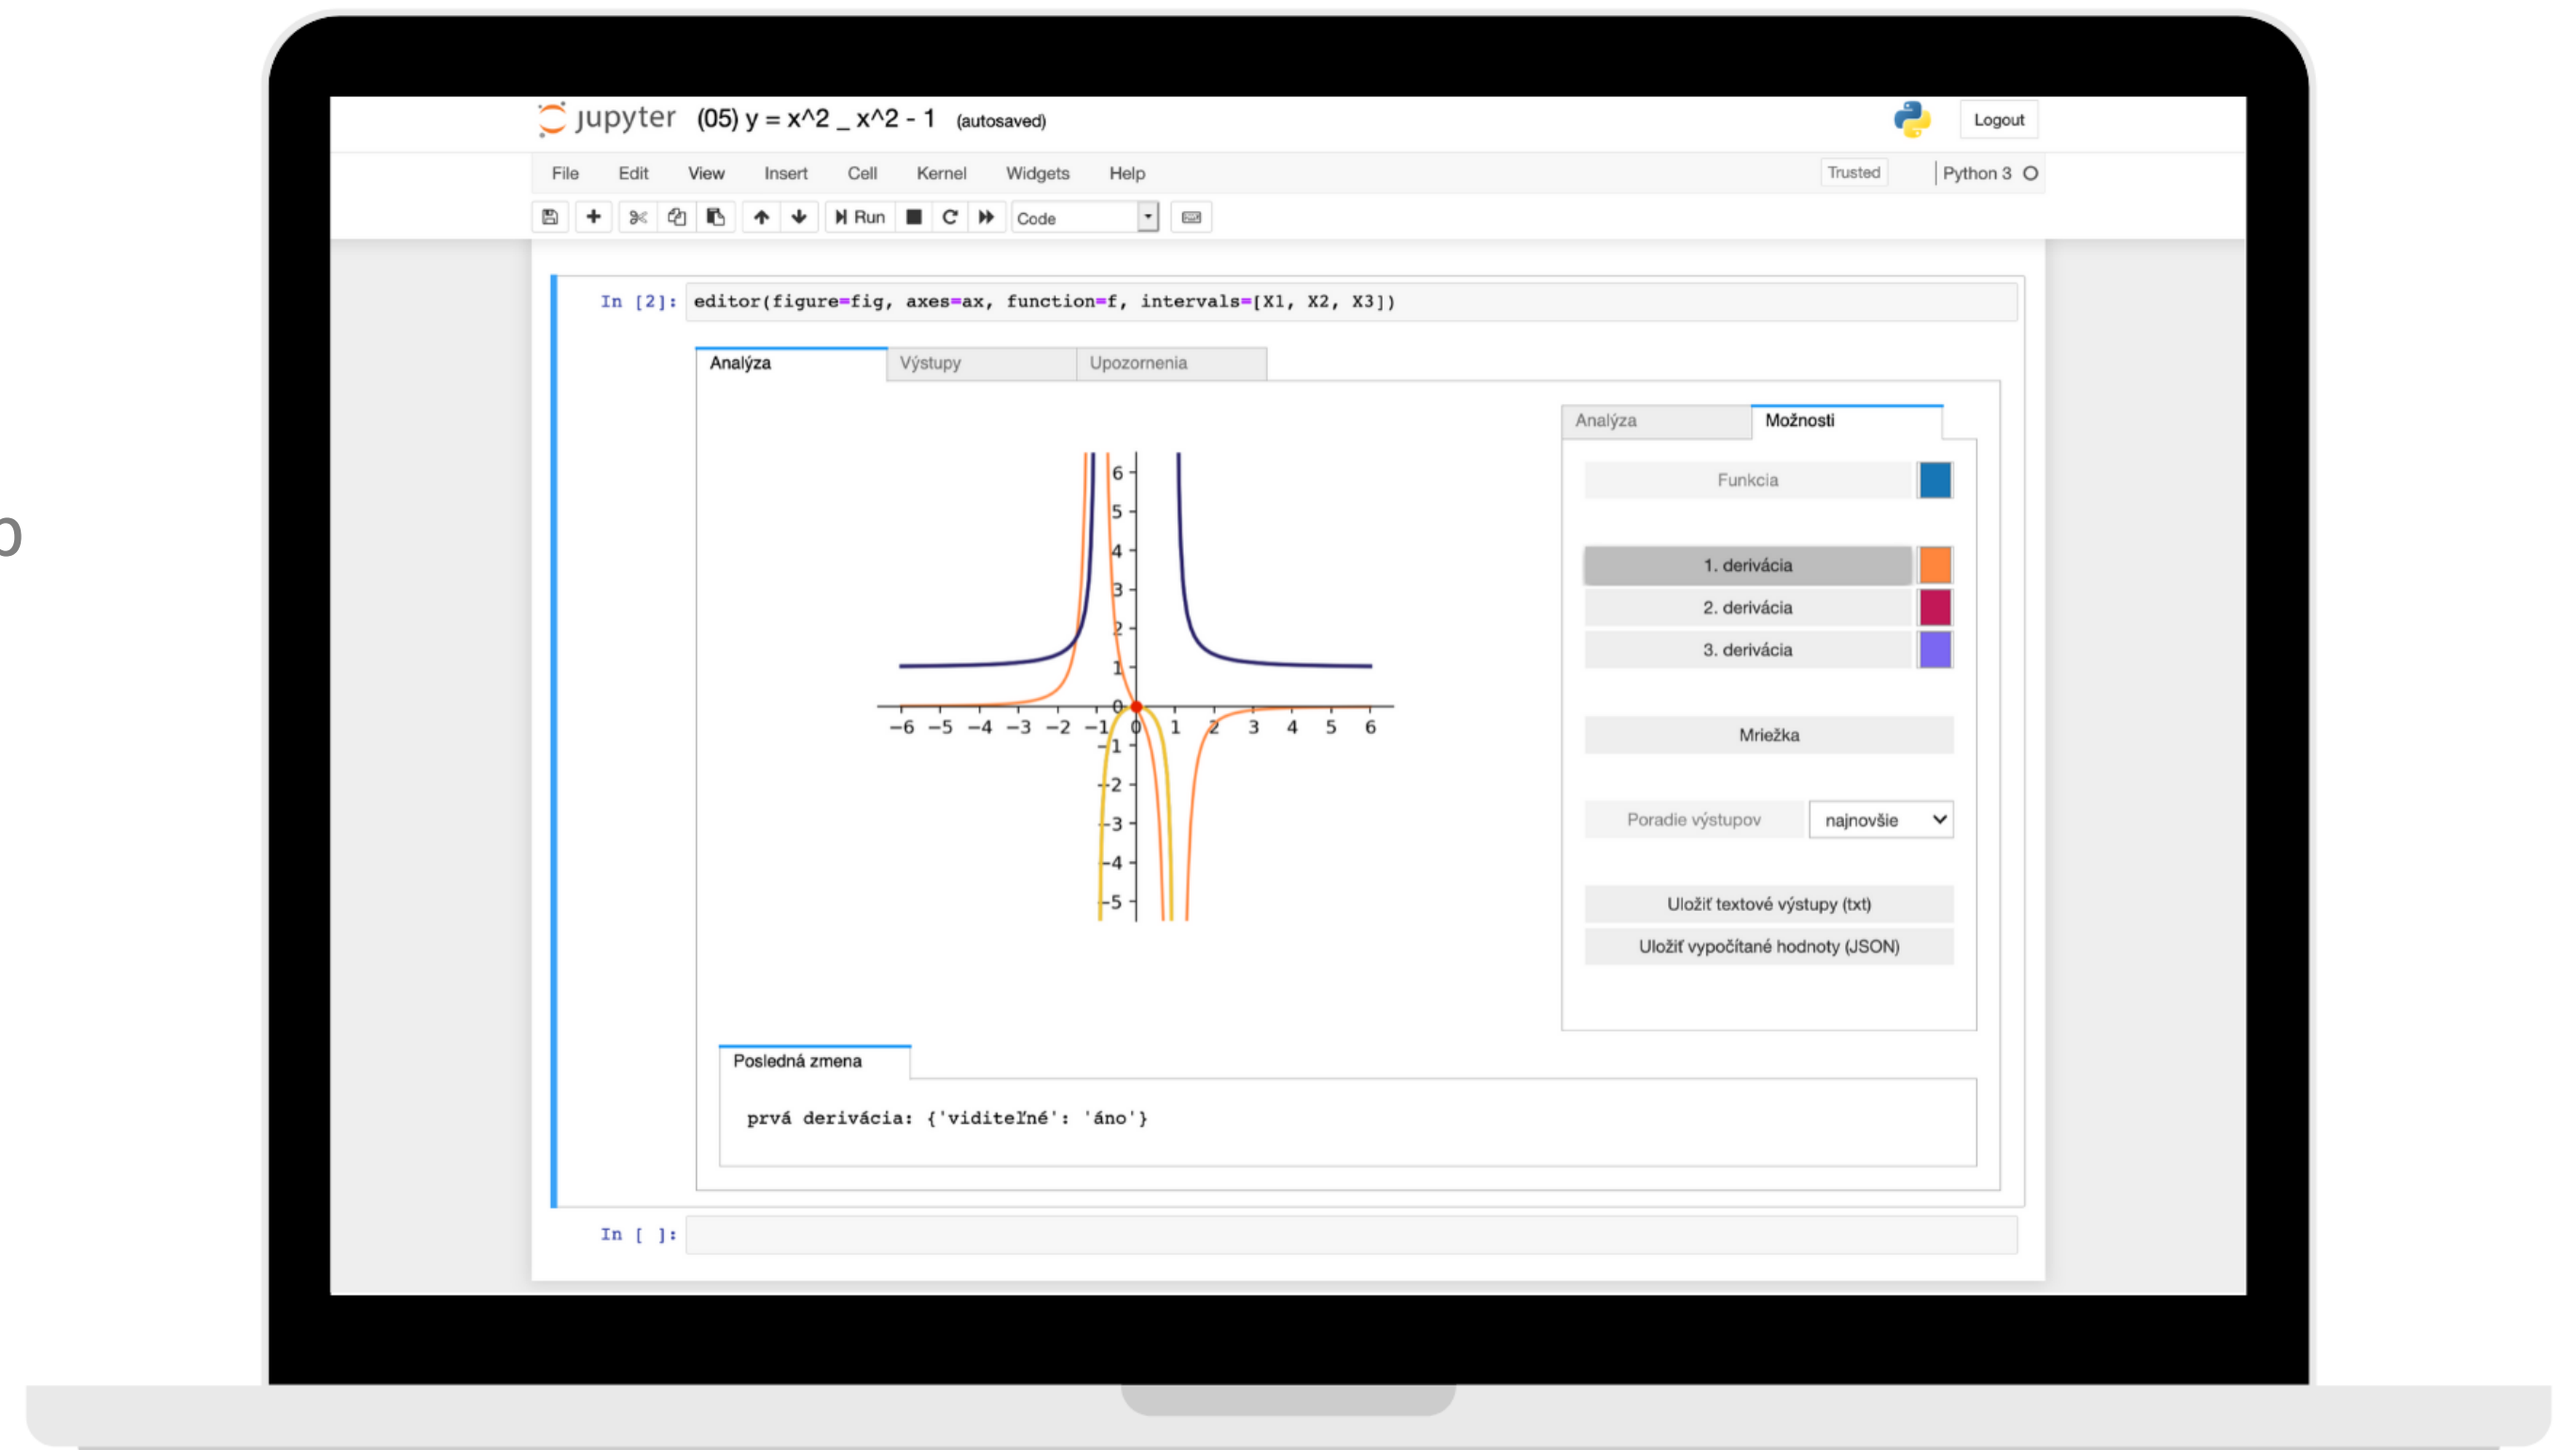 jupyter (05) y = x^2 _ x^2 - 1 (autosaved)
Logout
File Edit View Insert Cell Kernel Widgets Help
Trusted Python 3
Run Code
In [2]: editor(figure=fig, axes=ax, function=f, intervals=[X1, X2, X3])
Analýza Výstupy Upozornenia
Analýza Možnosti
6
5
4
3
2
1
0
−6 −5 −4 −3 −2 −1 0 1 2 3 4 5 6
−1
−2
−3
−4
−5
Funkcia
1. derivácia
2. derivácia
3. derivácia
Mriežka
Poradie výstupov najnovšie
Uložiť textové výstupy (txt)
Uložiť vypočítané hodnoty (JSON)
Posledná zmena
prvá derivácia: {'viditeľné': 'áno'}
In [ ]: